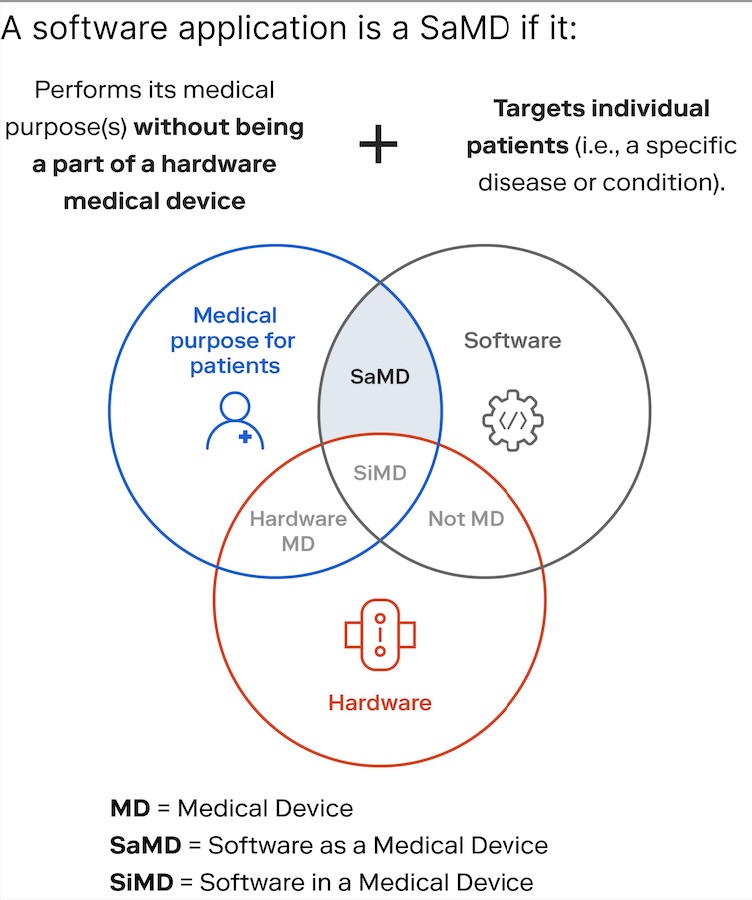 A software application is a SaMD if it:
Performs its medical
purpose(s) without being
a part of a hardware
medical device
+
Targets individual
patients (i.e., a specific
disease or condition).
Medical
purpose for
patients
Software
SaMD
</>
SiMD
Hardware
MD
Not MD
Hardware
MD = Medical Device
SaMD = Software as a Medical Device
SiMD = Software in a Medical Device